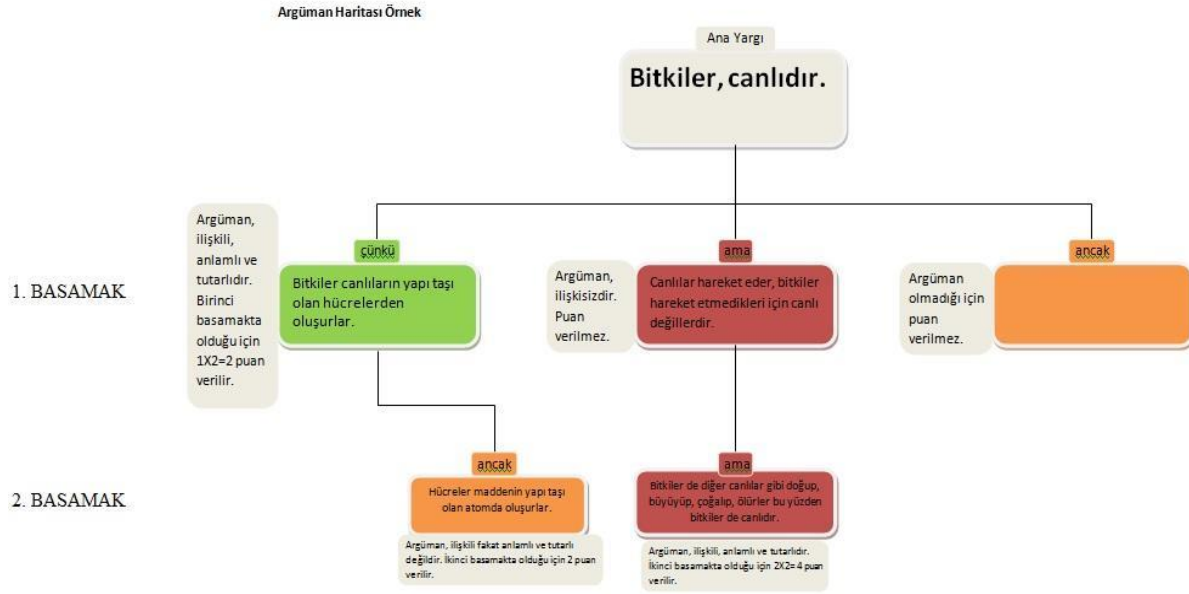 Argüman Haritası Örnek
Ana Yargı
Bitkiler, canlıdır.
1. BASAMAK
Argüman,
ilişkili,
anlamlı ve
tutarlıdır.
Birinci
basamakta
olduğu için
1X2=2 puan
verilir.
çünkü
Bitkiler canlıların yapı taşı
olan hücrelerden
oluşurlar.
Argüman,
ilişkisizdir.
Puan
verilmez.
ama
Canlılar hareket eder, bitkiler
hareket etmedikleri için canlı
değillerdir.
Argüman
olmadığı için
puan
verilmez.
ancak
2. BASAMAK
ancak
Hücreler maddenin yapı taşı
olan atomda oluşurlar.
Argüman, ilişkili fakat anlamlı ve tutarlı
değildir. İkinci basamakta olduğu için 2 puan
verilir.
ama
Bitkiler de diğer canlılar gibi doğup,
büyüyüp, çoğalıp, ölürler bu yüzden
bitkiler de canlıdır.
Argüman, ilişkili, anlamlı ve tutarlıdır.
İkinci basamakta olduğu için 2X2= 4 puan
verilir.